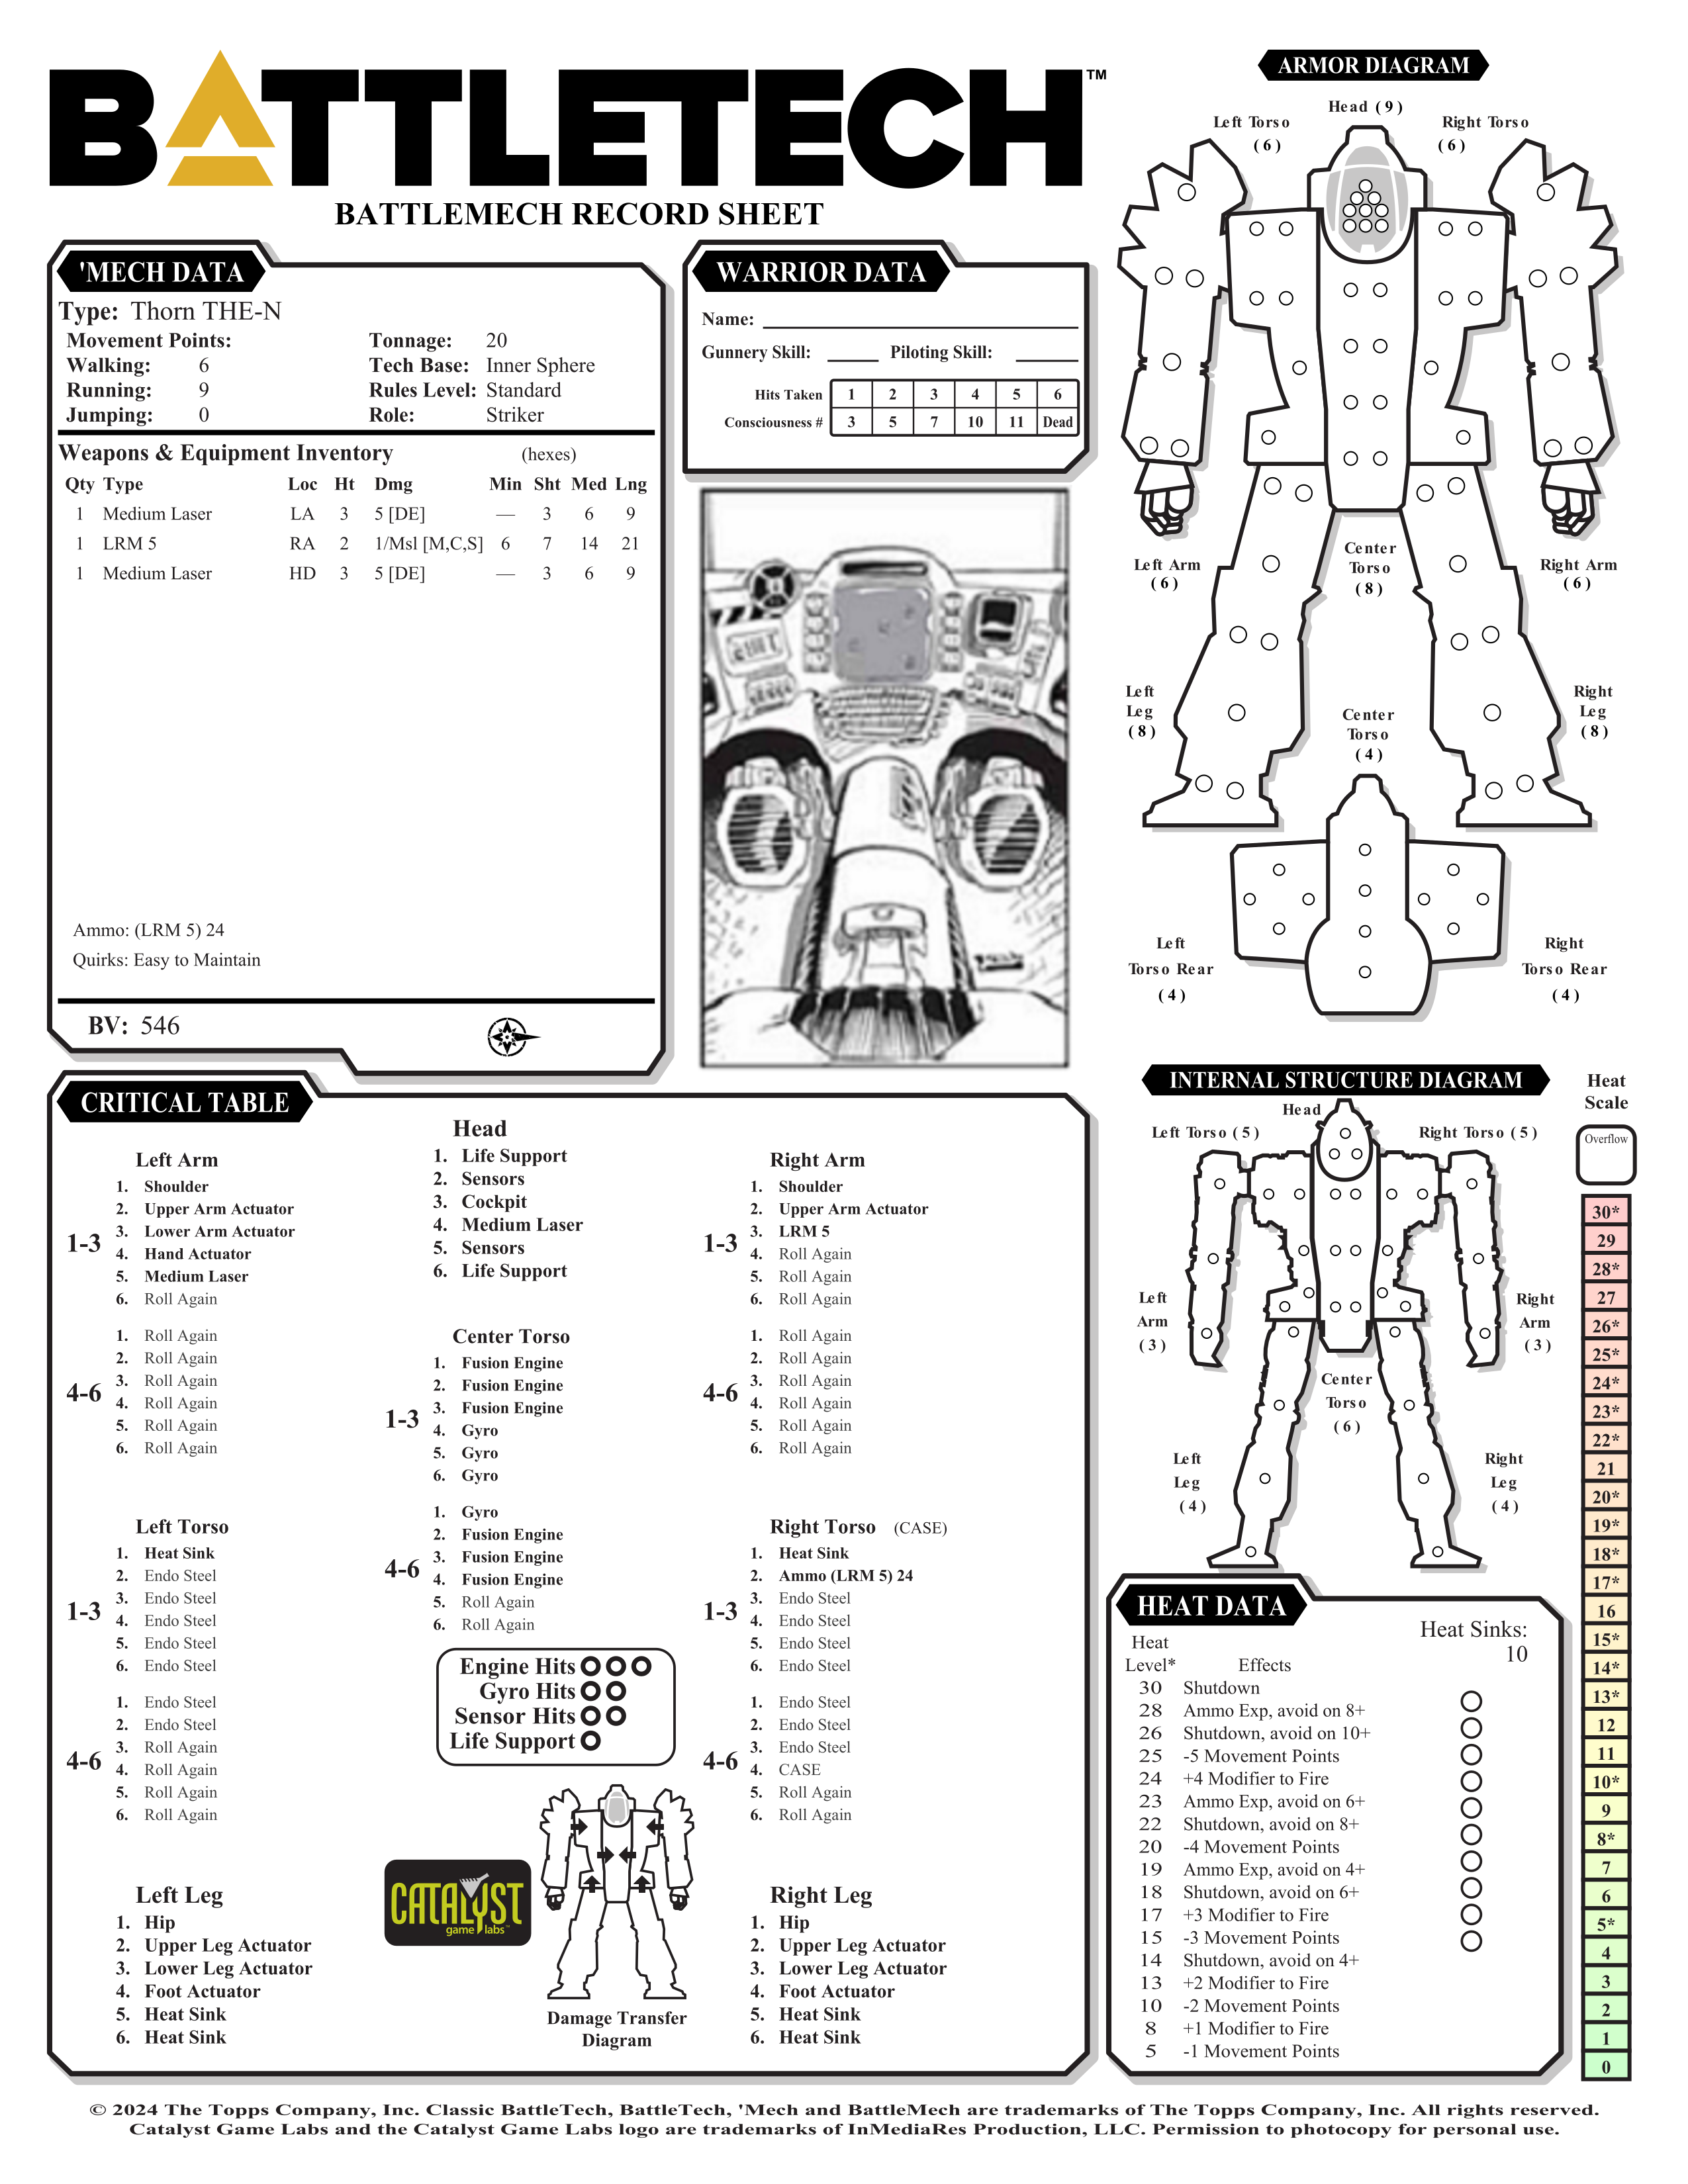 BATTLETECH™
BATTLEMECH RECORD SHEET
'MECH DATA
Type: Thorn THE-N
Movement Points:
Walking: 6
Running: 9
Jumping: 0
Tonnage: 20
Tech Base: Inner Sphere
Rules Level: Standard
Role: Striker
Weapons & Equipment Inventory (hexes)
Qty Type Loc Ht Dmg Min Sht Med Lng
1 Medium Laser LA 3 5 [DE] — 3 6 9
1 LRM 5 RA 2 1/Msl [M,C,S] 6 7 14 21
1 Medium Laser HD 3 5 [DE] — 3 6 9
Ammo: (LRM 5) 24
Quirks: Easy to Maintain
BV: 546
WARRIOR DATA
Name:
Gunnery Skill: Piloting Skill:
Hits Taken 1 2 3 4 5 6
Consciousness # 3 5 7 10 11 Dead
ARMOR DIAGRAM
Head ( 9 )
Left Torso
( 6 )
Right Torso
( 6 )
Left Arm
( 6 )
Center
Torso
( 8 )
Right Arm
( 6 )
Left
Leg
( 8 )
Center
Torso
( 4 )
Right
Leg
( 8 )
Left
Torso Rear
( 4 )
Right
Torso Rear
( 4 )
CRITICAL TABLE
Left Arm
1-3
1. Shoulder
2. Upper Arm Actuator
3. Lower Arm Actuator
4. Hand Actuator
5. Medium Laser
6. Roll Again
4-6
1. Roll Again
2. Roll Again
3. Roll Again
4. Roll Again
5. Roll Again
6. Roll Again
Left Torso
1-3
1. Heat Sink
2. Endo Steel
3. Endo Steel
4. Endo Steel
5. Endo Steel
6. Endo Steel
4-6
1. Endo Steel
2. Endo Steel
3. Roll Again
4. Roll Again
5. Roll Again
6. Roll Again
Left Leg
1. Hip
2. Upper Leg Actuator
3. Lower Leg Actuator
4. Foot Actuator
5. Heat Sink
6. Heat Sink
Head
1. Life Support
2. Sensors
3. Cockpit
4. Medium Laser
5. Sensors
6. Life Support
Center Torso
1-3
1. Fusion Engine
2. Fusion Engine
3. Fusion Engine
4. Gyro
5. Gyro
6. Gyro
4-6
1. Gyro
2. Fusion Engine
3. Fusion Engine
4. Fusion Engine
5. Roll Again
6. Roll Again
Engine Hits
Gyro Hits
Sensor Hits
Life Support
CATALYST
game labs™
Damage Transfer
Diagram
Right Arm
1-3
1. Shoulder
2. Upper Arm Actuator
3. LRM 5
4. Roll Again
5. Roll Again
6. Roll Again
4-6
1. Roll Again
2. Roll Again
3. Roll Again
4. Roll Again
5. Roll Again
6. Roll Again
Right Torso (CASE)
1-3
1. Heat Sink
2. Ammo (LRM 5) 24
3. Endo Steel
4. Endo Steel
5. Endo Steel
6. Endo Steel
4-6
1. Endo Steel
2. Endo Steel
3. Endo Steel
4. CASE
5. Roll Again
6. Roll Again
Right Leg
1. Hip
2. Upper Leg Actuator
3. Lower Leg Actuator
4. Foot Actuator
5. Heat Sink
6. Heat Sink
INTERNAL STRUCTURE DIAGRAM
Head
Left Torso ( 5 )
Right Torso ( 5 )
Left
Arm
( 3 )
Right
Arm
( 3 )
Center
Torso
( 6 )
Left
Leg
( 4 )
Right
Leg
( 4 )
Heat
Scale
Overflow
30*
29
28*
27
26*
25*
24*
23*
22*
21
20*
19*
18*
17*
16
15*
14*
13*
12
11
10*
9
8*
7
6
5*
4
3
2
1
0
HEAT DATA
Heat Sinks:
10
Heat
Level* Effects
30 Shutdown
28 Ammo Exp, avoid on 8+
26 Shutdown, avoid on 10+
25 -5 Movement Points
24 +4 Modifier to Fire
23 Ammo Exp, avoid on 6+
22 Shutdown, avoid on 8+
20 -4 Movement Points
19 Ammo Exp, avoid on 4+
18 Shutdown, avoid on 6+
17 +3 Modifier to Fire
15 -3 Movement Points
14 Shutdown, avoid on 4+
13 +2 Modifier to Fire
10 -2 Movement Points
8 +1 Modifier to Fire
5 -1 Movement Points
© 2024 The Topps Company, Inc. Classic BattleTech, BattleTech, 'Mech and BattleMech are trademarks of The Topps Company, Inc. All rights reserved.
Catalyst Game Labs and the Catalyst Game Labs logo are trademarks of InMediaRes Production, LLC. Permission to photocopy for personal use.